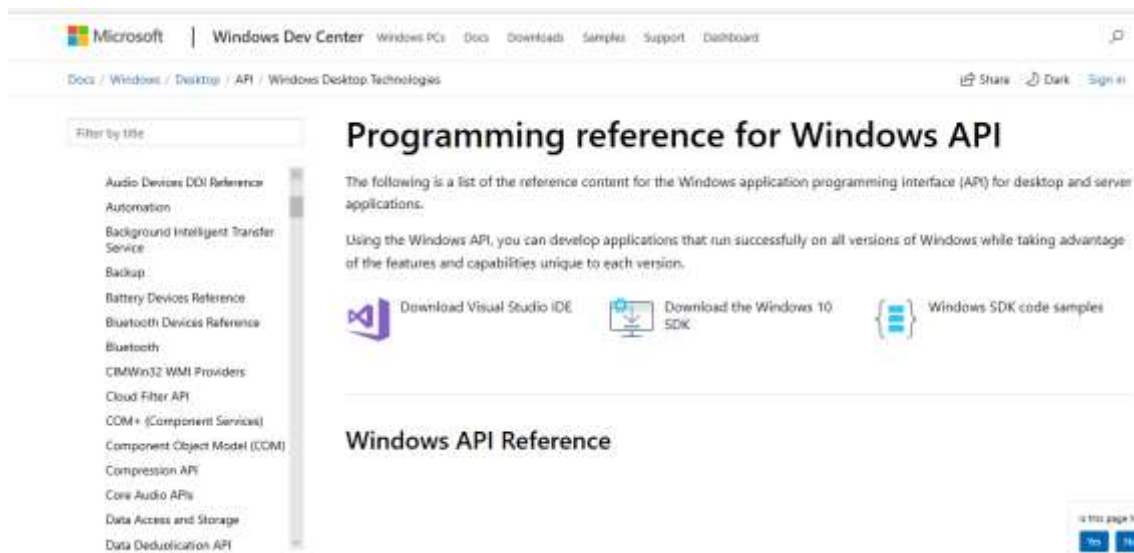 Microsoft | Windows Dev Center Windows PCs Docs Downloads Samples Support Dashboard
Docs / Windows / Desktop / API / Windows Desktop Technologies
Share Dark Sign in
Filter by title
Audio Devices DDI Reference
Automation
Background Intelligent Transfer
Service
Backup
Battery Devices Reference
Bluetooth Devices Reference
Bluetooth
CIMWin32 WMI Providers
Cloud Filter API
COM+ (Component Services)
Component Object Model (COM)
Compression API
Core Audio APIs
Data Access and Storage
Data Deduplication API
Programming reference for Windows API
The following is a list of the reference content for the Windows application programming interface (API) for desktop and server
applications.
Using the Windows API, you can develop applications that run successfully on all versions of Windows while taking advantage
of the features and capabilities unique to each version.
Download Visual Studio IDE
Download the Windows 10
SDK
Windows SDK code samples
Windows API Reference
Is this page
Yes